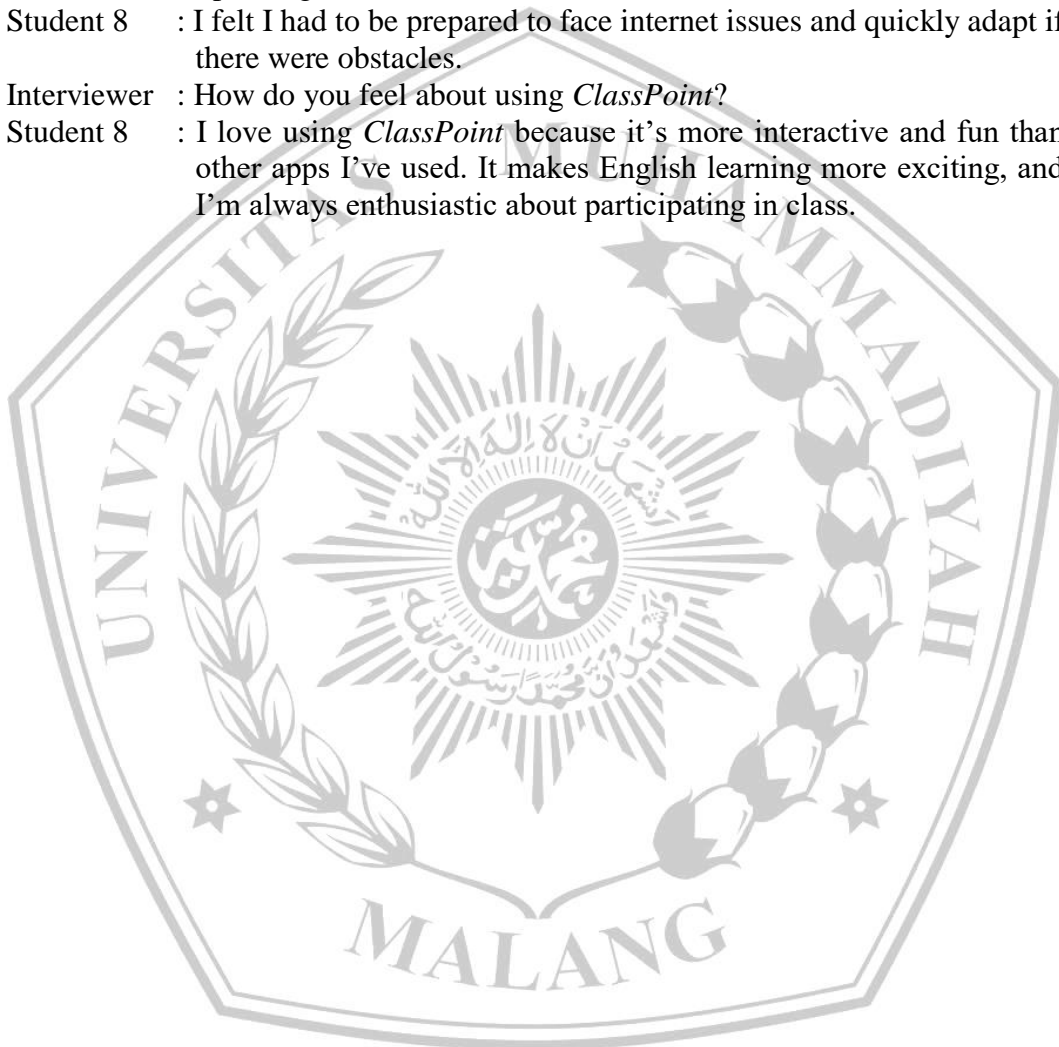 Student 8 : I felt I had to be prepared to face internet issues and quickly adapt if
there were obstacles.
Interviewer : How do you feel about using ClassPoint?
Student 8 : I love using ClassPoint because it's more interactive and fun than
other apps I've used. It makes English learning more exciting, and
I'm always enthusiastic about participating in class.
UNIVERSITAS MUHAMMADIYAH
MALANG